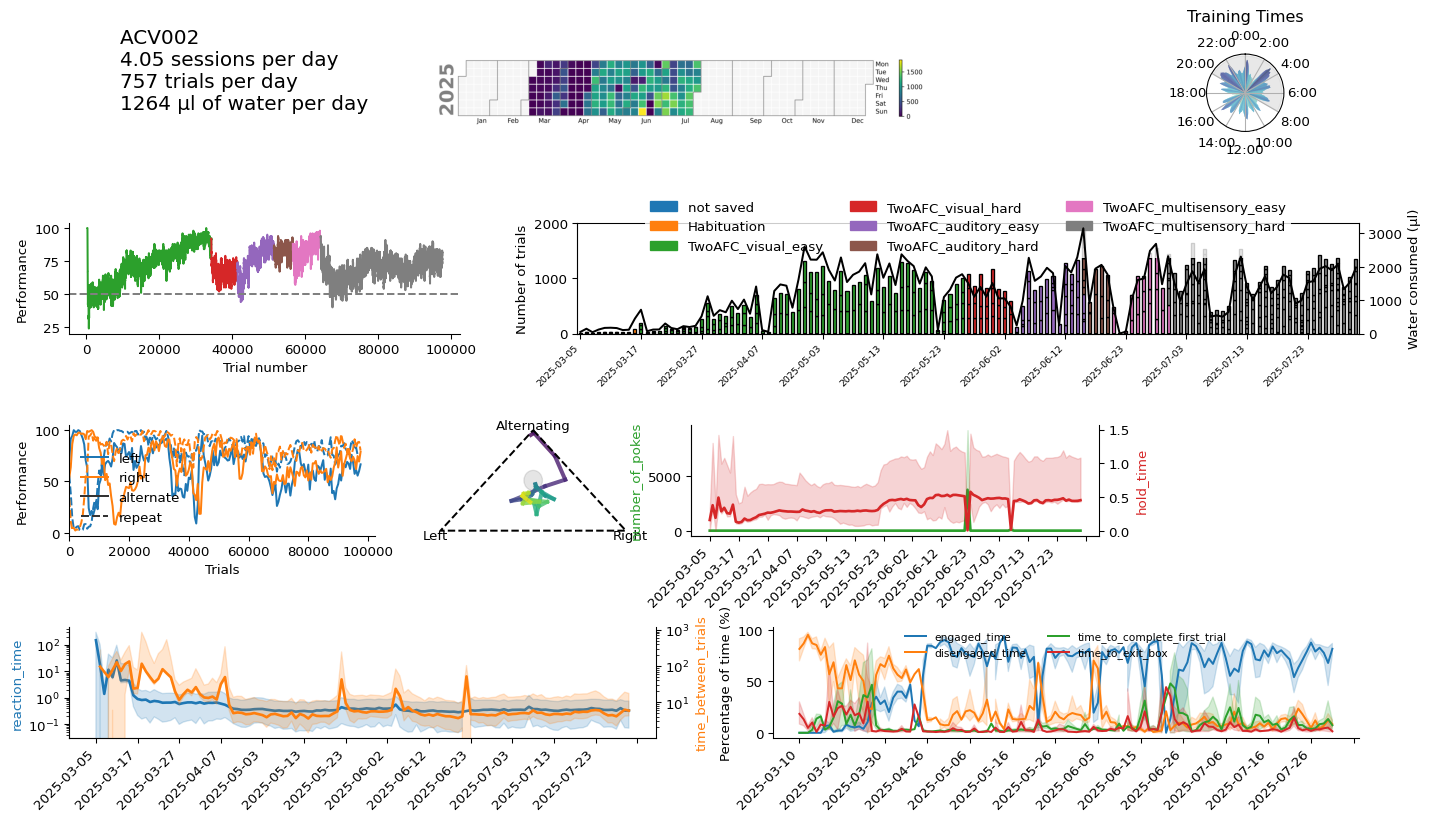 ACV002
4.05 sessions per day
757 trials per day
1264 μl of water per day
2025
Jan Feb Mar Apr May Jun Jul Aug Sep Oct Nov Dec
Mon
Tue
Wed
Thu
Fri
Sat
Sun
1500
1000
500
0
Training Times
0:00
2:00
4:00
6:00
8:00
10:00
12:00
14:00
16:00
18:00
20:00
22:00
Performance
100
75
50
25
0 20000 40000 60000 80000 100000
Trial number
not saved
Habituation
TwoAFC_visual_easy
TwoAFC_visual_hard
TwoAFC_auditory_easy
TwoAFC_auditory_hard
TwoAFC_multisensory_easy
TwoAFC_multisensory_hard
Number of trials
2000
1000
0
Water consumed (μl)
3000
2000
1000
0
2025-03-05 2025-03-17 2025-03-27 2025-04-07 2025-05-03 2025-05-13 2025-05-23 2025-06-02 2025-06-12 2025-06-23 2025-07-03 2025-07-13 2025-07-23
Performance
100
50
0
left
right
alternate
repeat
0 20000 40000 60000 80000 100000
Trials
Alternating
Left
Right
number_of_pokes
5000
0
hold_time
1.5
1.0
0.5
0.0
2025-03-05 2025-03-17 2025-03-27 2025-04-07 2025-05-03 2025-05-13 2025-05-23 2025-06-02 2025-06-12 2025-06-23 2025-07-03 2025-07-13 2025-07-23
reaction_time
10²
10¹
10⁰
10⁻¹
time_between_trials
10³
10²
10¹
2025-03-05 2025-03-17 2025-03-27 2025-04-07 2025-05-03 2025-05-13 2025-05-23 2025-06-02 2025-06-12 2025-06-23 2025-07-03 2025-07-13 2025-07-23
Percentage of time (%)
100
50
0
engaged_time
disengaged_time
time_to_complete_first_trial
time_to_exit_box
2025-03-10 2025-03-20 2025-03-30 2025-04-26 2025-05-06 2025-05-16 2025-05-26 2025-06-05 2025-06-15 2025-06-26 2025-07-06 2025-07-16 2025-07-26